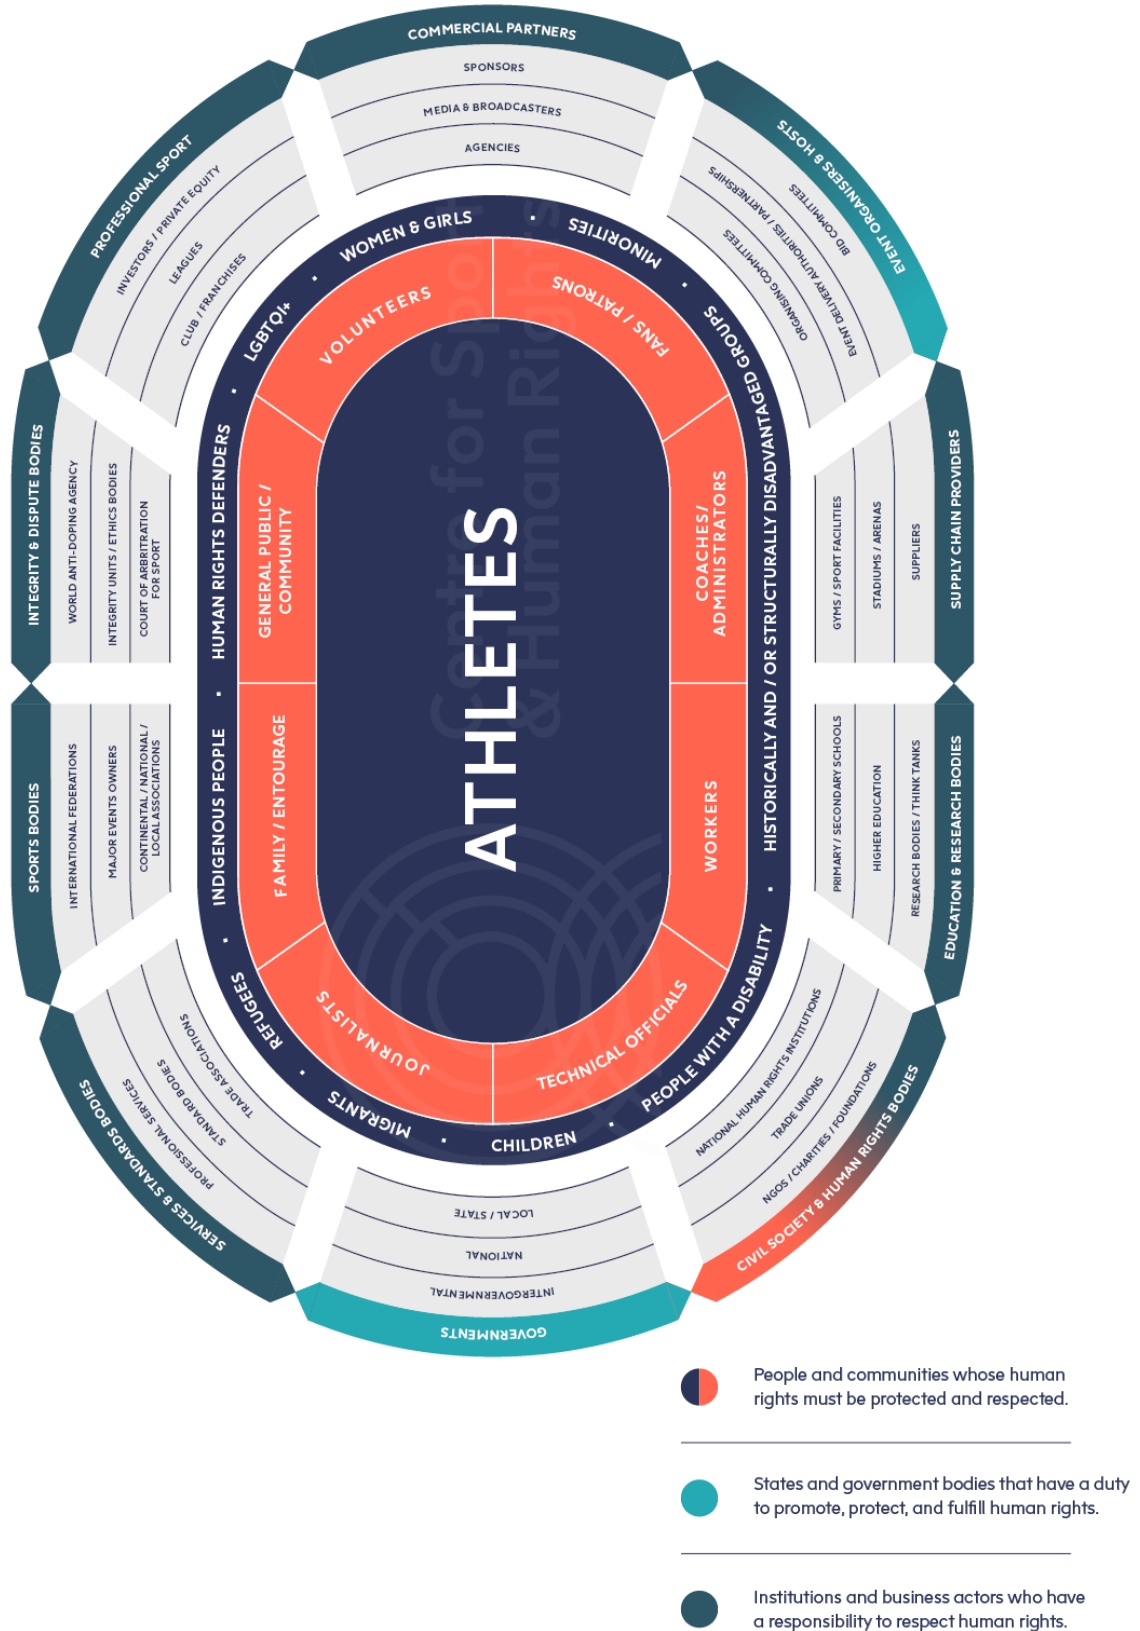 COMMERCIAL PARTNERS
SPONSORS
MEDIA & BROADCASTERS
AGENCIES
EVENT ORGANISERS & HOSTS
BID COMMITTEES
EVENT DELIVERY AUTHORITIES / PARTNERSHIPS
ORGANISING COMMITTEES
SUPPLY CHAIN PROVIDERS
SUPPLIERS
STADIUMS / ARENAS
GYMS / SPORT FACILITIES
EDUCATION & RESEARCH BODIES
RESEARCH BODIES / THINK TANKS
HIGHER EDUCATION
PRIMARY / SECONDARY SCHOOLS
CIVIL SOCIETY & HUMAN RIGHTS BODIES
NGOS / CHARITIES / FOUNDATIONS
TRADE UNIONS
NATIONAL HUMAN RIGHTS INSTITUTIONS
GOVERNMENTS
INTERGOVERNMENTAL
NATIONAL
LOCAL / STATE
SERVICES & STANDARDS BODIES
PROFESSIONAL SERVICES
STANDARD BODIES
TRADE ASSOCIATIONS
SPORTS BODIES
INTERNATIONAL FEDERATIONS
MAJOR EVENTS OWNERS
CONTINENTAL / NATIONAL /
LOCAL ASSOCIATIONS
INTEGRITY & DISPUTE BODIES
WORLD ANTI-DOPING AGENCY
INTEGRITY UNITS / ETHICS BODIES
COURT OF ARBRITRATION
FOR SPORT
PROFESSIONAL SPORT
INVESTORS / PRIVATE EQUITY
LEAGUES
CLUB / FRANCHISES
WOMEN & GIRLS
·
MINORITIES
·
HISTORICALLY AND / OR STRUCTURALLY DISADVANTAGED GROUPS
·
PEOPLE WITH A DISABILITY
·
CHILDREN
·
MIGRANTS
·
REFUGEES
·
INDIGENOUS PEOPLE
·
HUMAN RIGHTS DEFENDERS
·
LGBTQI+
·
VOLUNTEERS
FANS / PATRONS
COACHES/
ADMINISTRATORS
WORKERS
TECHNICAL OFFICIALS
JOURNALISTS
FAMILY / ENTOURAGE
GENERAL PUBLIC /
COMMUNITY
ATHLETES
Centre for Sport
& Human Rights
People and communities whose human
rights must be protected and respected.
States and government bodies that have a duty
to promote, protect, and fulfill human rights.
Institutions and business actors who have
a responsibility to respect human rights.